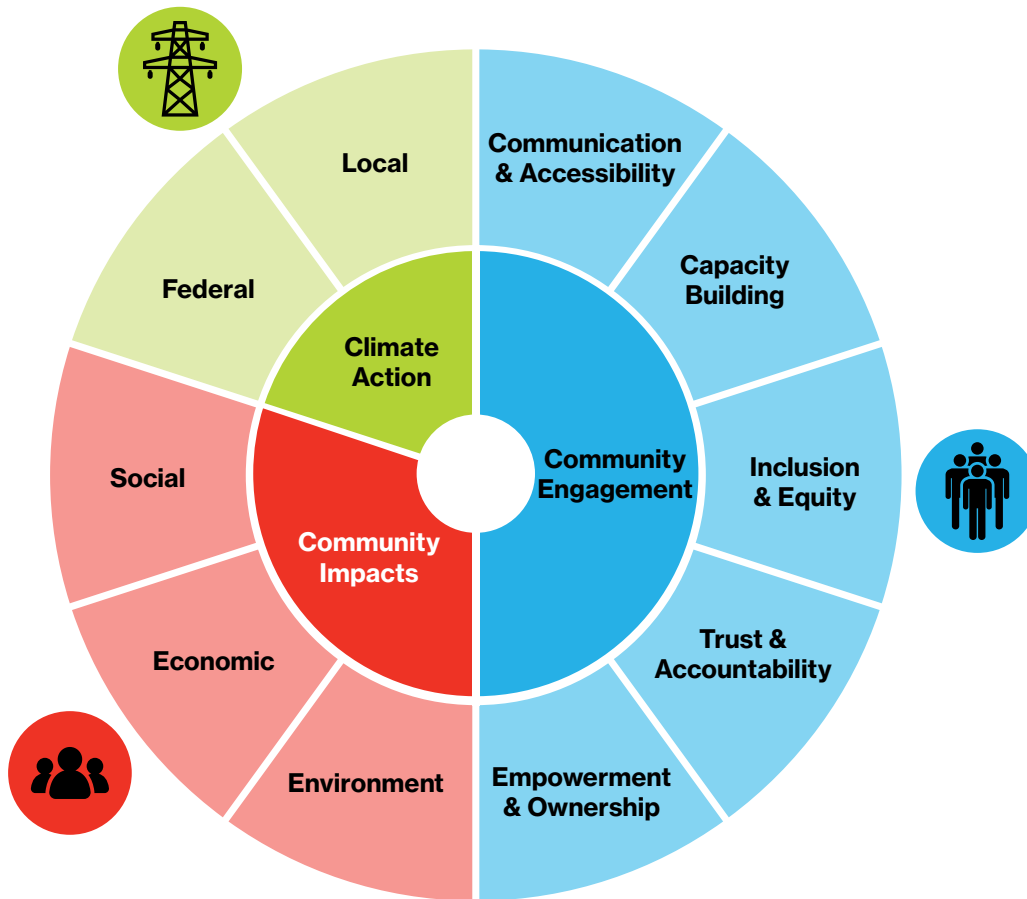 Local
Communication
& Accessibility
Federal
Capacity
Building
Climate
Action
Social
Community
Engagement
Inclusion
& Equity
Community
Impacts
Economic
Trust &
Accountability
Environment
Empowerment
& Ownership